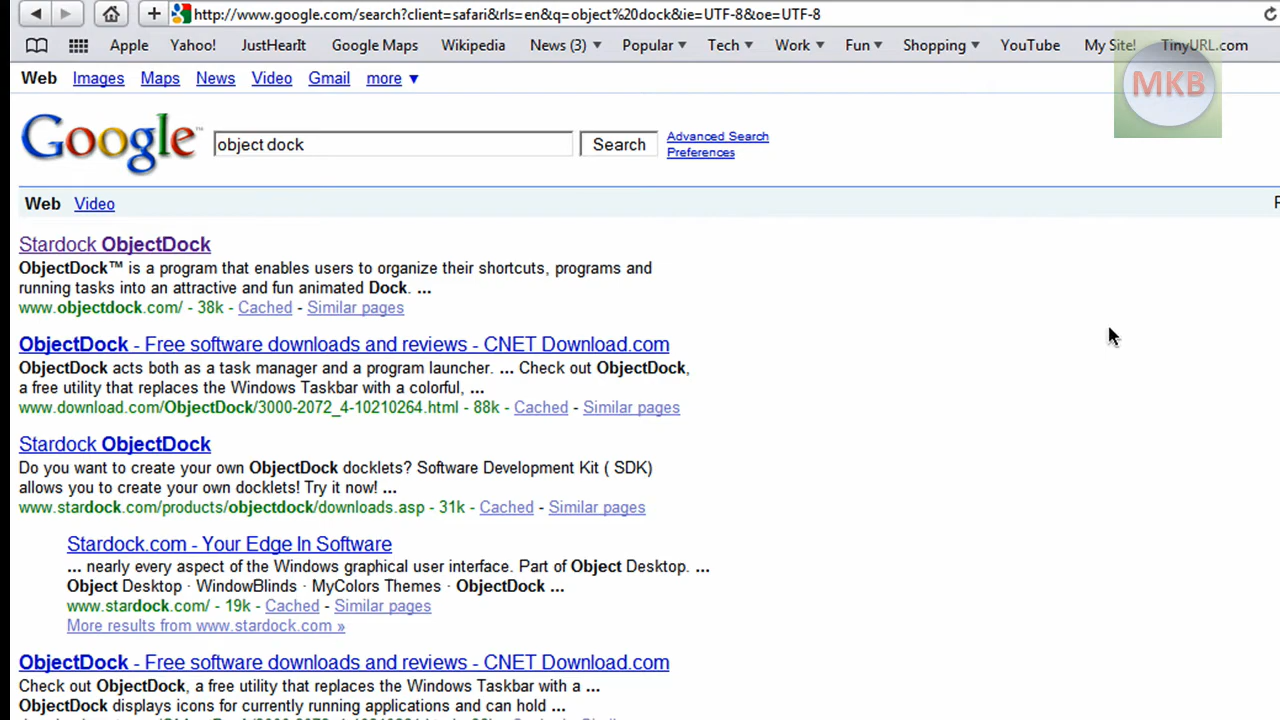 http://www.google.com/search?client=safari&rls=en&q=object%20dock&ie=UTF-8&oe=UTF-8
Apple Yahoo! JustHearIt Google Maps Wikipedia News (3) Popular Tech Work Fun Shopping YouTube My Site! TinyURL.com
MKB
Web Images Maps News Video Gmail more ▼
Google™ object dock Search Advanced Search
Preferences
Web Video
Stardock ObjectDock
ObjectDock™ is a program that enables users to organize their shortcuts, programs and
running tasks into an attractive and fun animated Dock. ...
www.objectdock.com/ - 38k - Cached - Similar pages
ObjectDock - Free software downloads and reviews - CNET Download.com
ObjectDock acts both as a task manager and a program launcher. ... Check out ObjectDock,
a free utility that replaces the Windows Taskbar with a colorful, ...
www.download.com/ObjectDock/3000-2072_4-10210264.html - 88k - Cached - Similar pages
Stardock ObjectDock
Do you want to create your own ObjectDock docklets? Software Development Kit ( SDK)
allows you to create your own docklets! Try it now! ...
www.stardock.com/products/objectdock/downloads.asp - 31k - Cached - Similar pages
Stardock.com - Your Edge In Software
... nearly every aspect of the Windows graphical user interface. Part of Object Desktop. ...
Object Desktop · WindowBlinds · MyColors Themes · ObjectDock ...
www.stardock.com/ - 19k - Cached - Similar pages
More results from www.stardock.com »
ObjectDock - Free software downloads and reviews - CNET Download.com
Check out ObjectDock, a free utility that replaces the Windows Taskbar with a ...
ObjectDock displays icons for currently running applications and can hold ...